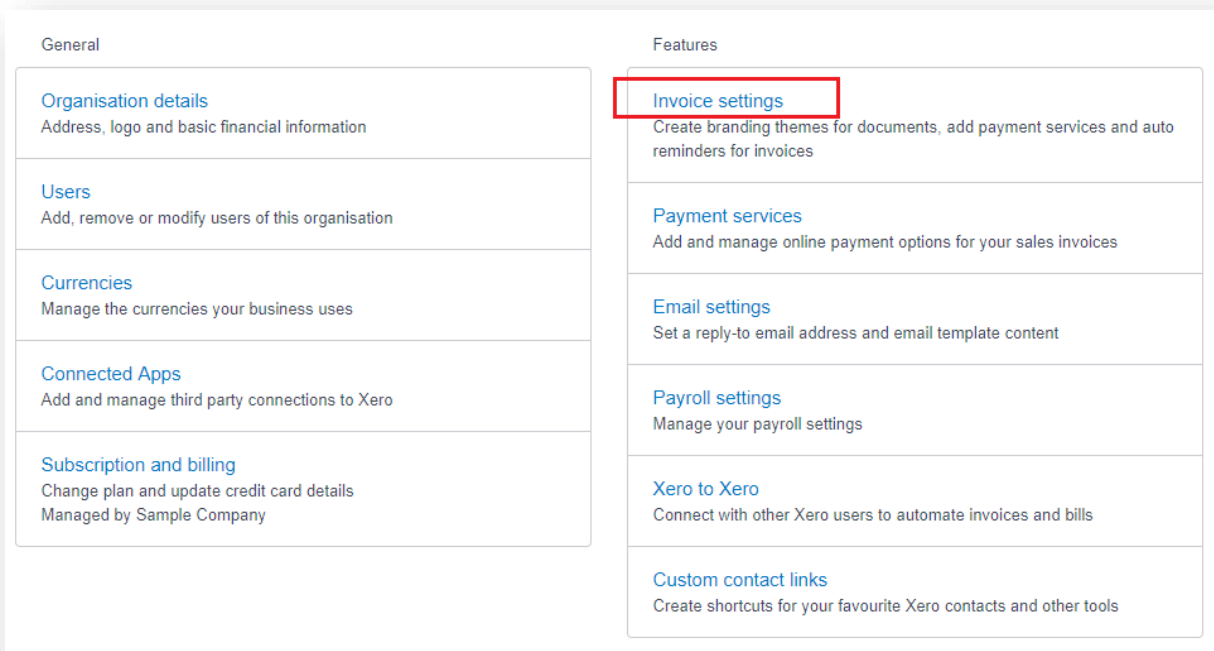 General
Organisation details
Address, logo and basic financial information
Users
Add, remove or modify users of this organisation
Currencies
Manage the currencies your business uses
Connected Apps
Add and manage third party connections to Xero
Subscription and billing
Change plan and update credit card details
Managed by Sample Company
Features
Invoice settings
Create branding themes for documents, add payment services and auto
reminders for invoices
Payment services
Add and manage online payment options for your sales invoices
Email settings
Set a reply-to email address and email template content
Payroll settings
Manage your payroll settings
Xero to Xero
Connect with other Xero users to automate invoices and bills
Custom contact links
Create shortcuts for your favourite Xero contacts and other tools